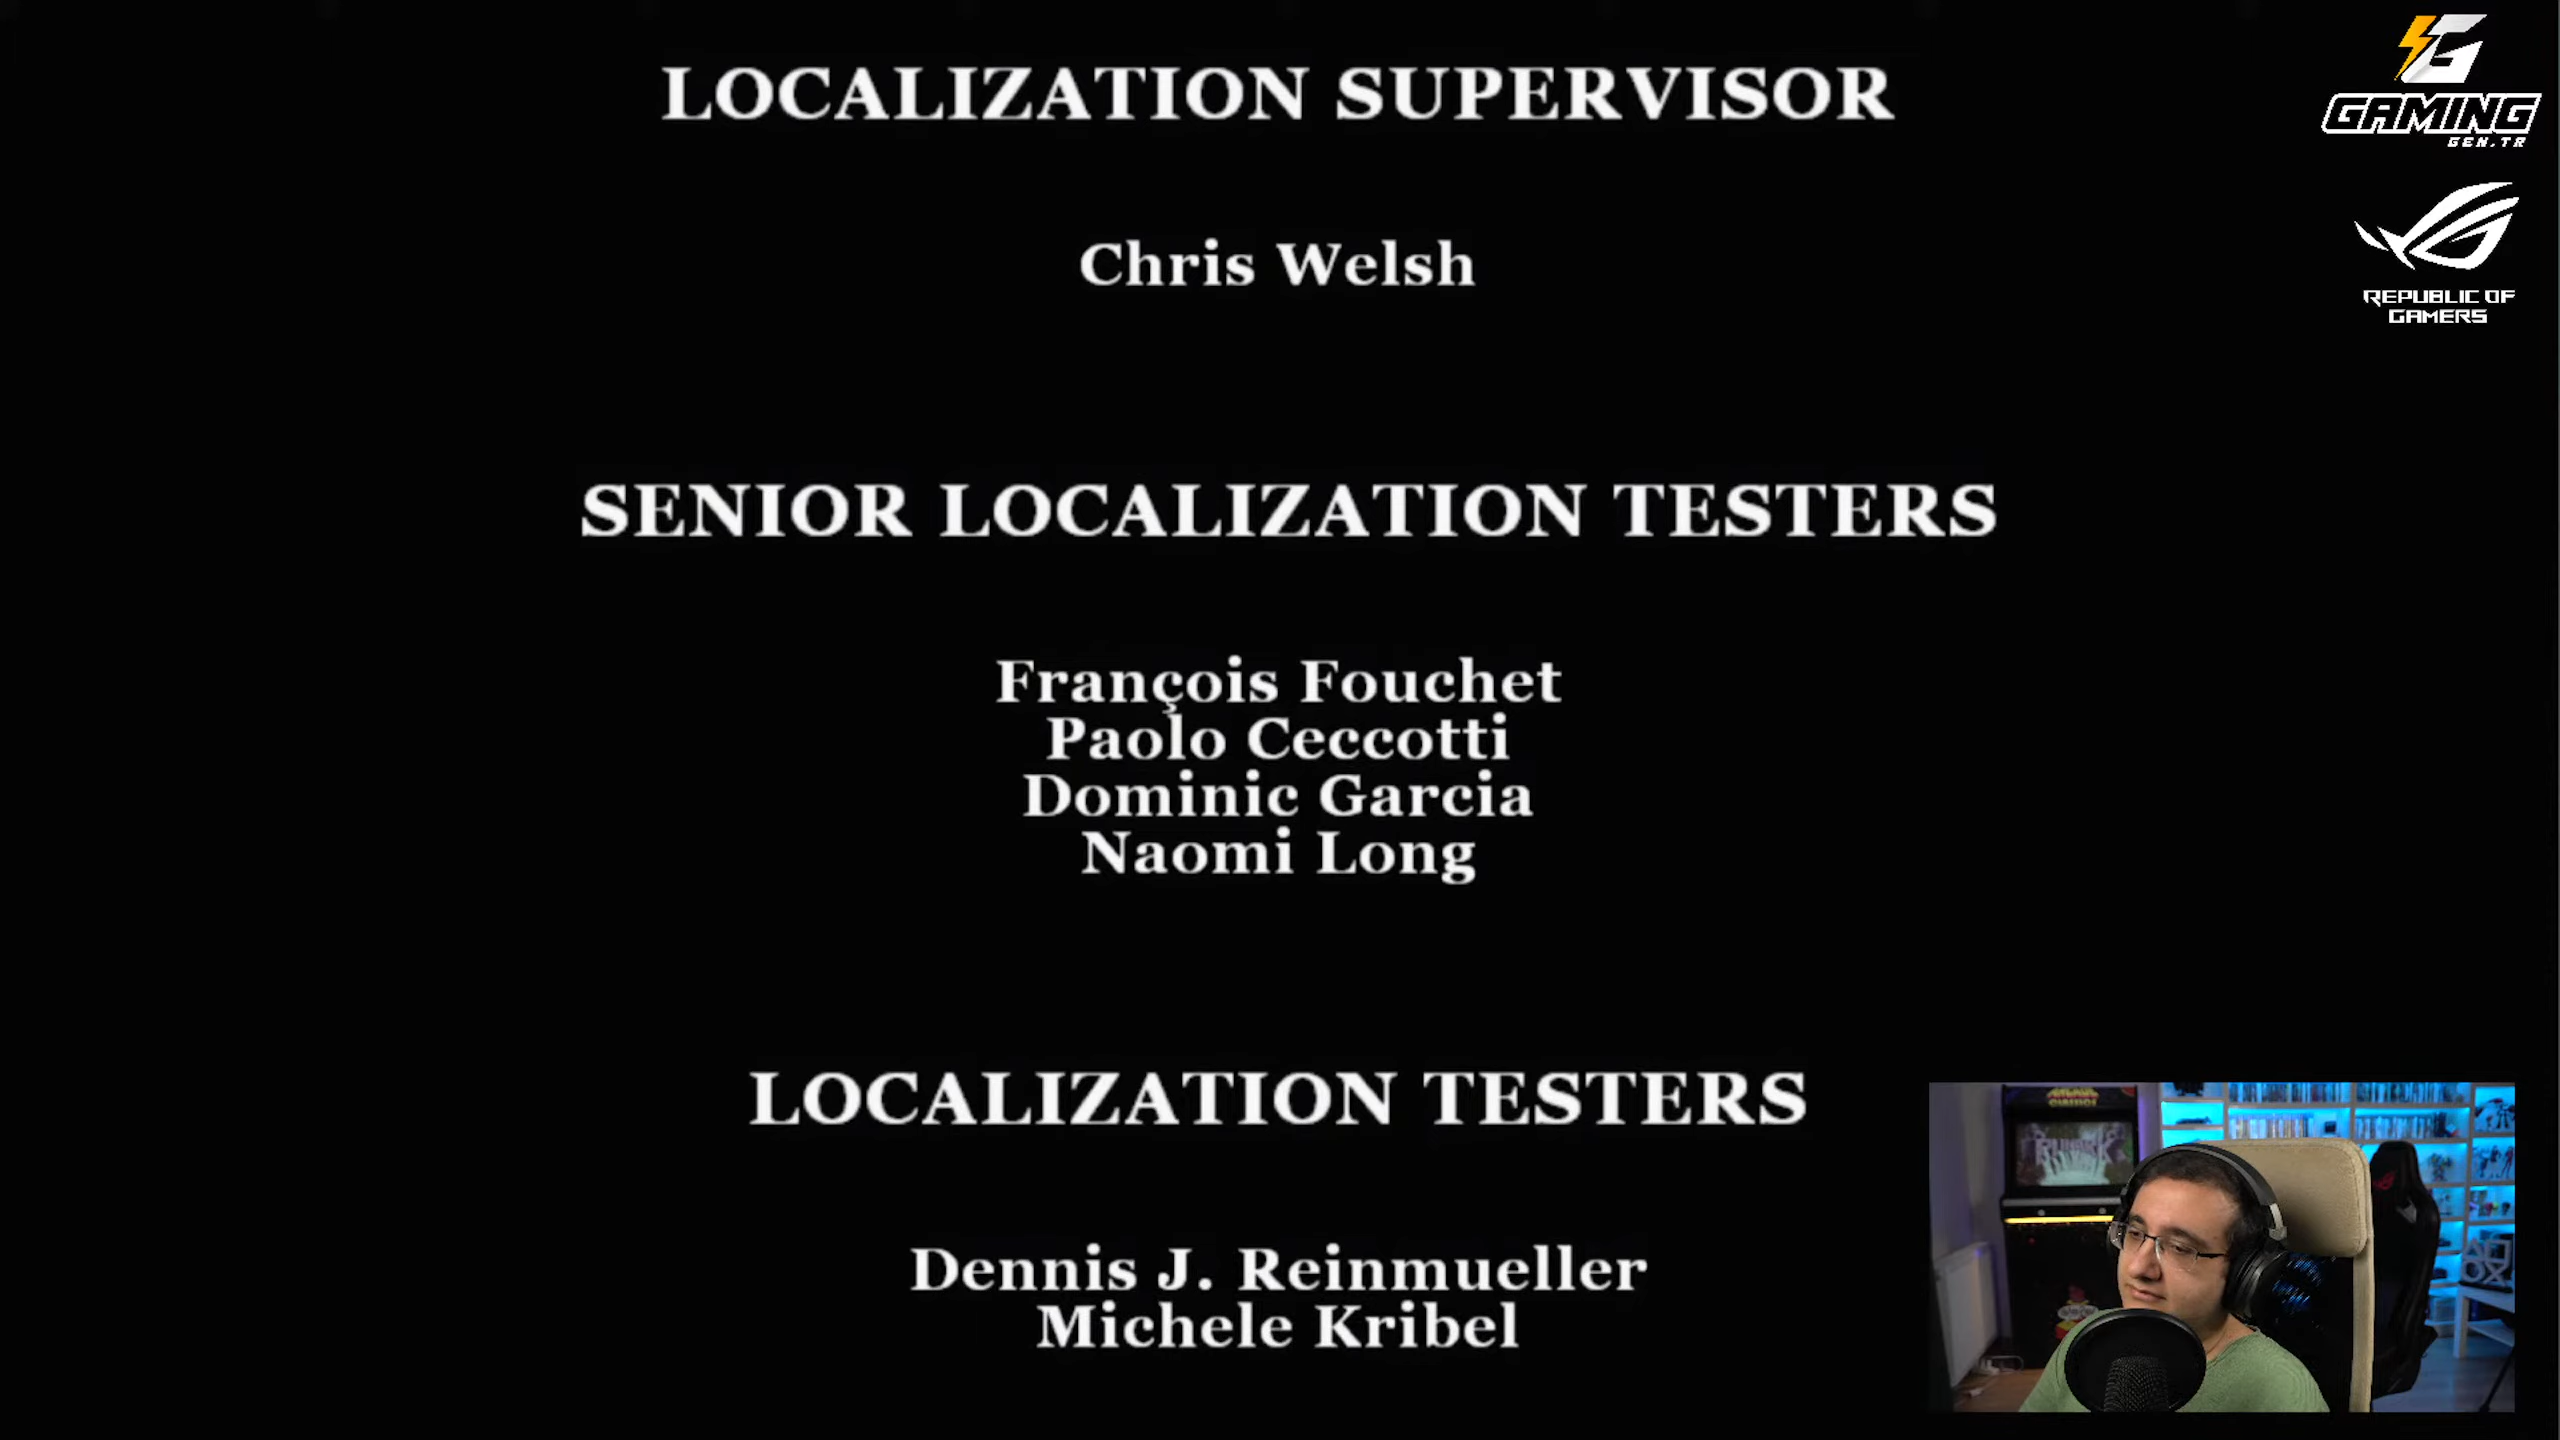 LOCALIZATION SUPERVISOR
Chris Welsh
SENIOR LOCALIZATION TESTERS
François Fouchet
Paolo Ceccotti
Dominic Garcia
Naomi Long
LOCALIZATION TESTERS
Dennis J. Reinmueller
Michele Kribel
GAMING
GEN.TR
REPUBLIC OF
GAMERS